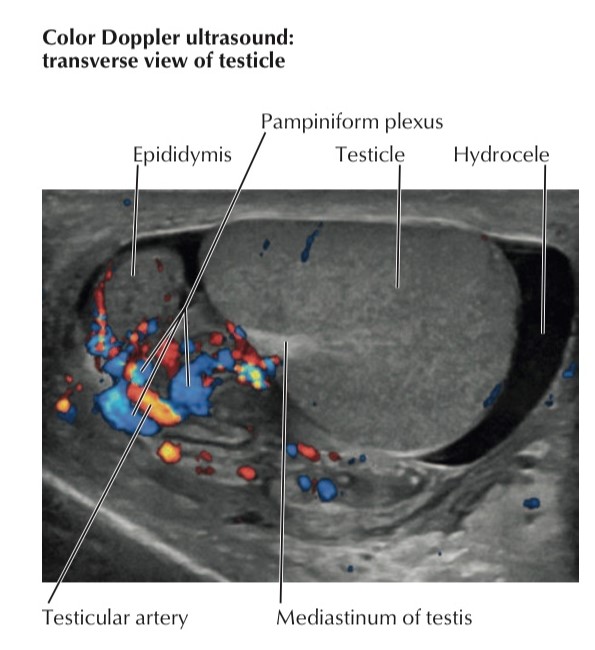 Color Doppler ultrasound:
transverse view of testicle
Pampiniform plexus
Epididymis
Testicle
Hydrocele
Testicular artery
Mediastinum of testis